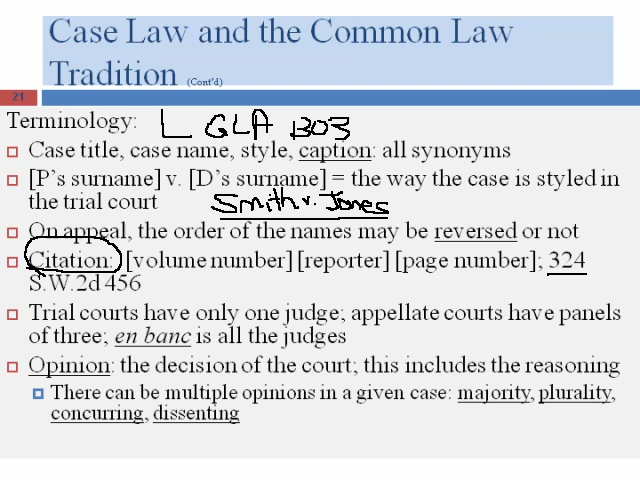 Case Law and the Common Law
Tradition (Cont'd)
21
Terminology: LGLA 1303
Case title, case name, style, caption: all synonyms
[P's surname] v. [D's surname] = the way the case is styled in
the trial court
Smith v. Jones
On appeal, the order of the names may be reversed or not
Citation: [volume number] [reporter] [page number]; 324
S.W.2d 456
Trial courts have only one judge; appellate courts have panels
of three; en banc is all the judges
Opinion: the decision of the court; this includes the reasoning
There can be multiple opinions in a given case: majority, plurality,
concurring, dissenting